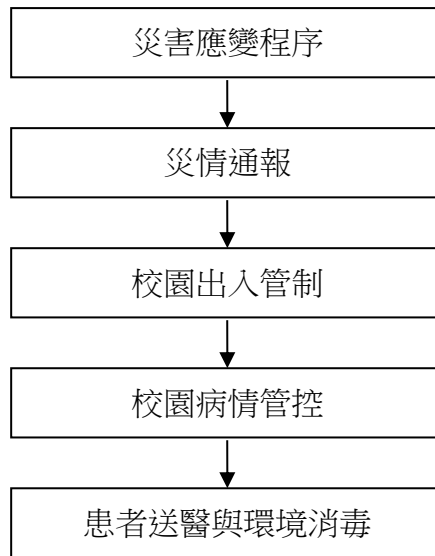 災害應變程序
災情通報
校園出入管制
校園病情管控
患者送醫與環境消毒